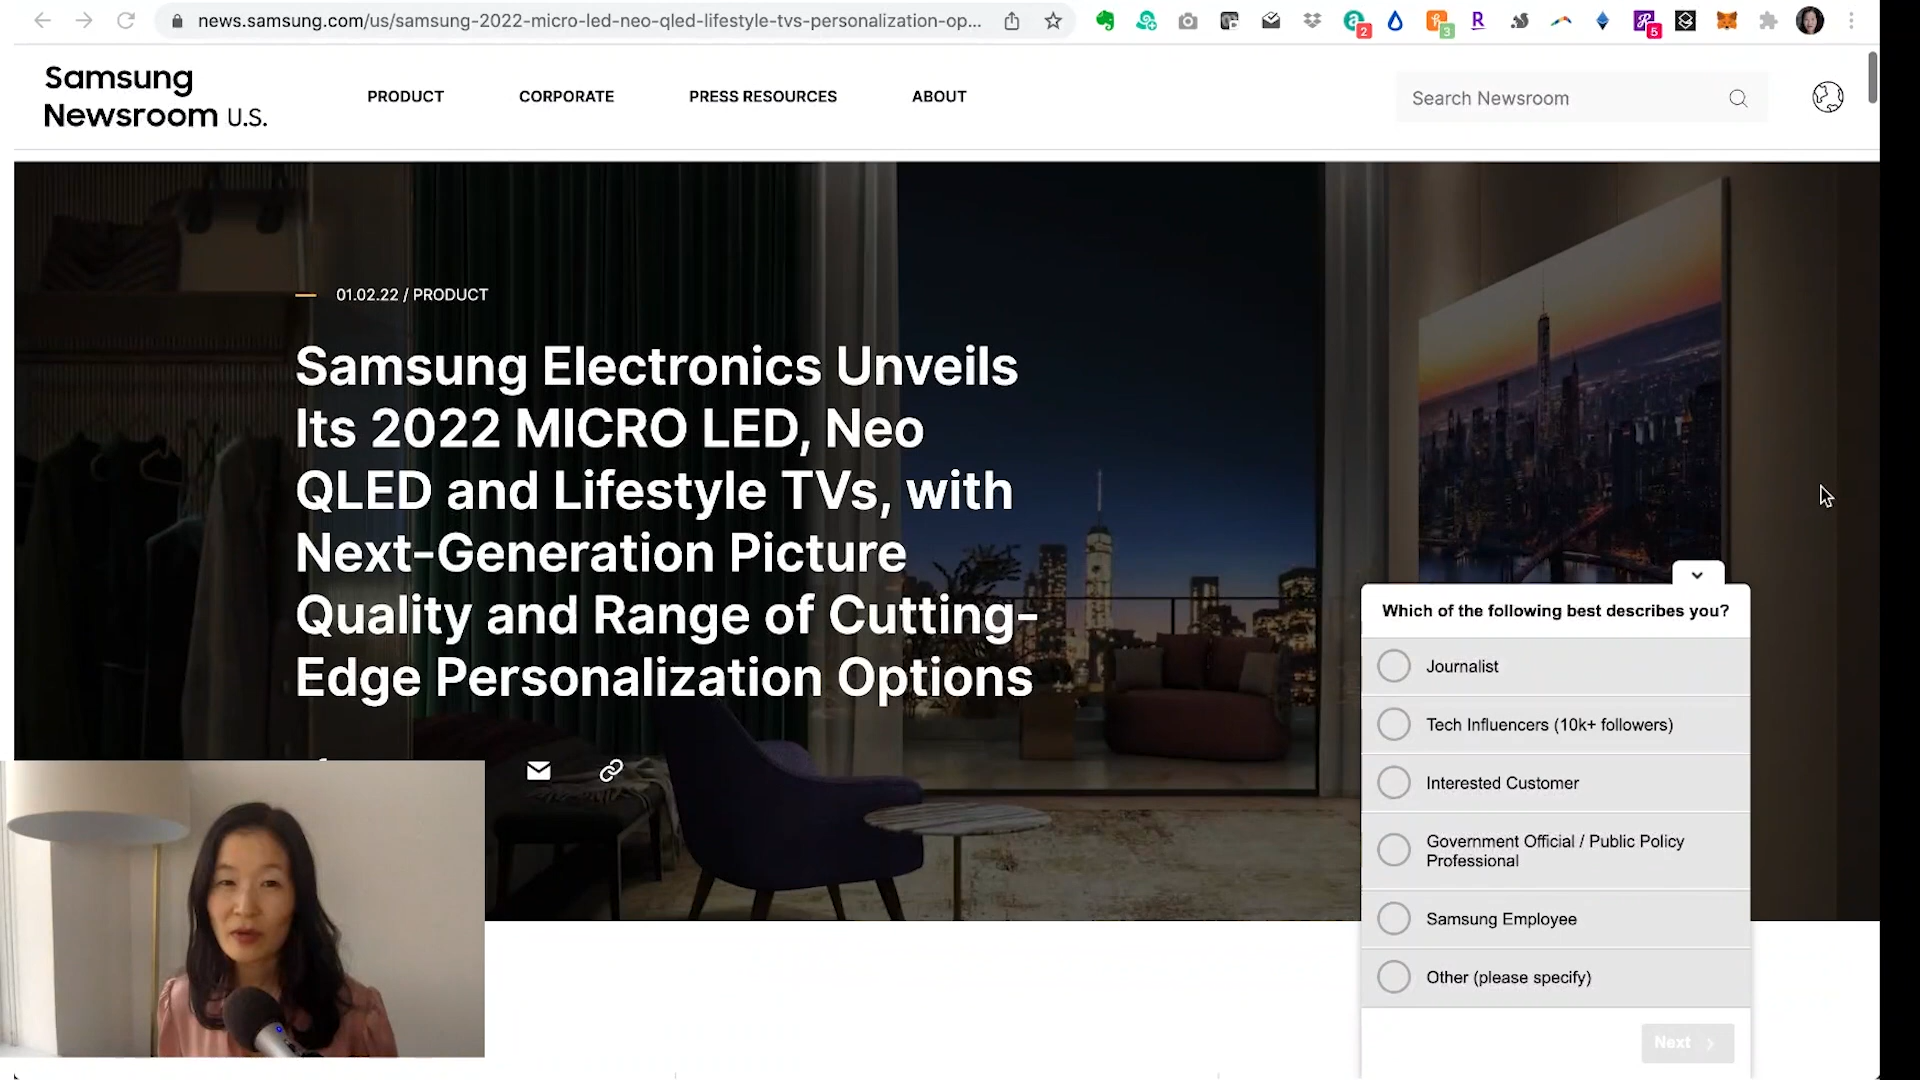 news.samsung.com/us/samsung-2022-micro-led-neo-qled-lifestyle-tvs-personalization-op...
2
3
R
5
Samsung
Newsroom U.S.
PRODUCT
CORPORATE
PRESS RESOURCES
ABOUT
Search Newsroom
01.02.22 / PRODUCT
Samsung Electronics Unveils
Its 2022 MICRO LED, Neo
QLED and Lifestyle TVs, with
Next-Generation Picture
Quality and Range of Cutting-
Edge Personalization Options
Which of the following best describes you?
Journalist
Tech Influencers (10k+ followers)
Interested Customer
Government Official / Public Policy
Professional
Samsung Employee
Other (please specify)
Next